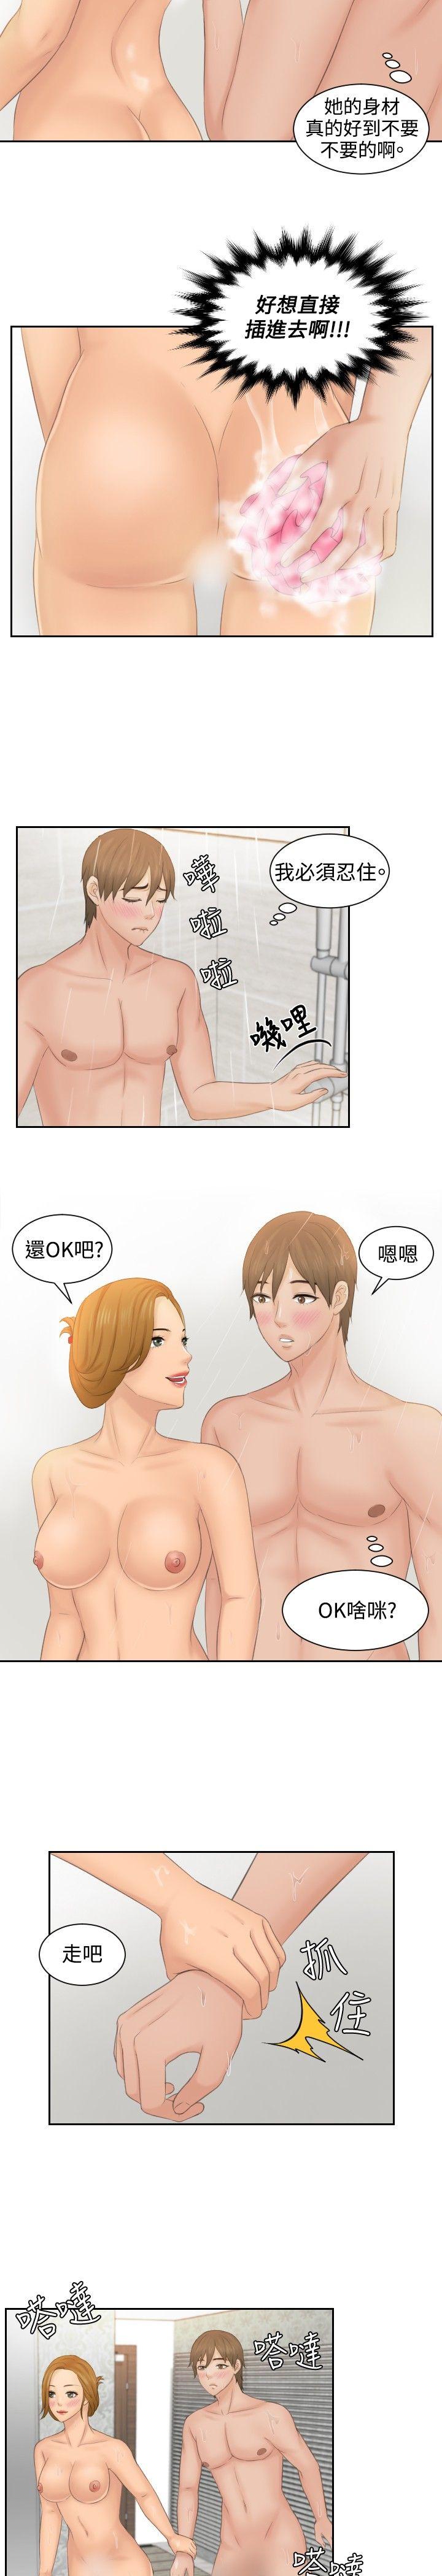 她的身材
真的好到不要
不要的啊。
好想直接
插進去啊!!!
我必須忍住。
嘩
啦
啦
嘰哩
還OK吧?
嗯嗯
OK啥咪?
走吧
抓
住
嗒噠
嗒噠
嗒噠